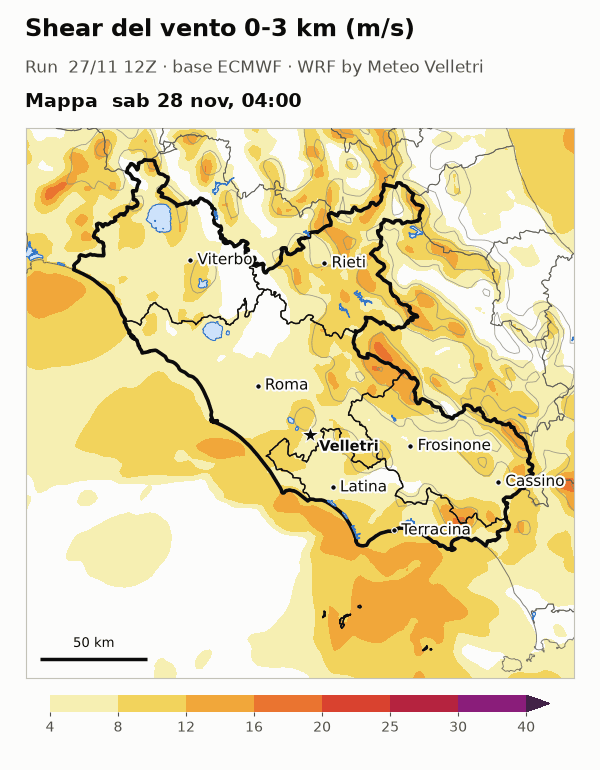 Shear del vento 0-3 km (m/s)
Run 27/11 12Z · base ECMWF · WRF by Meteo Velletri
Mappa sab 28 nov, 04:00
Viterbo
Rieti
Roma
Velletri
Frosinone
Latina
Cassino
Terracina
50 km
4 8 12 16 20 25 30 40